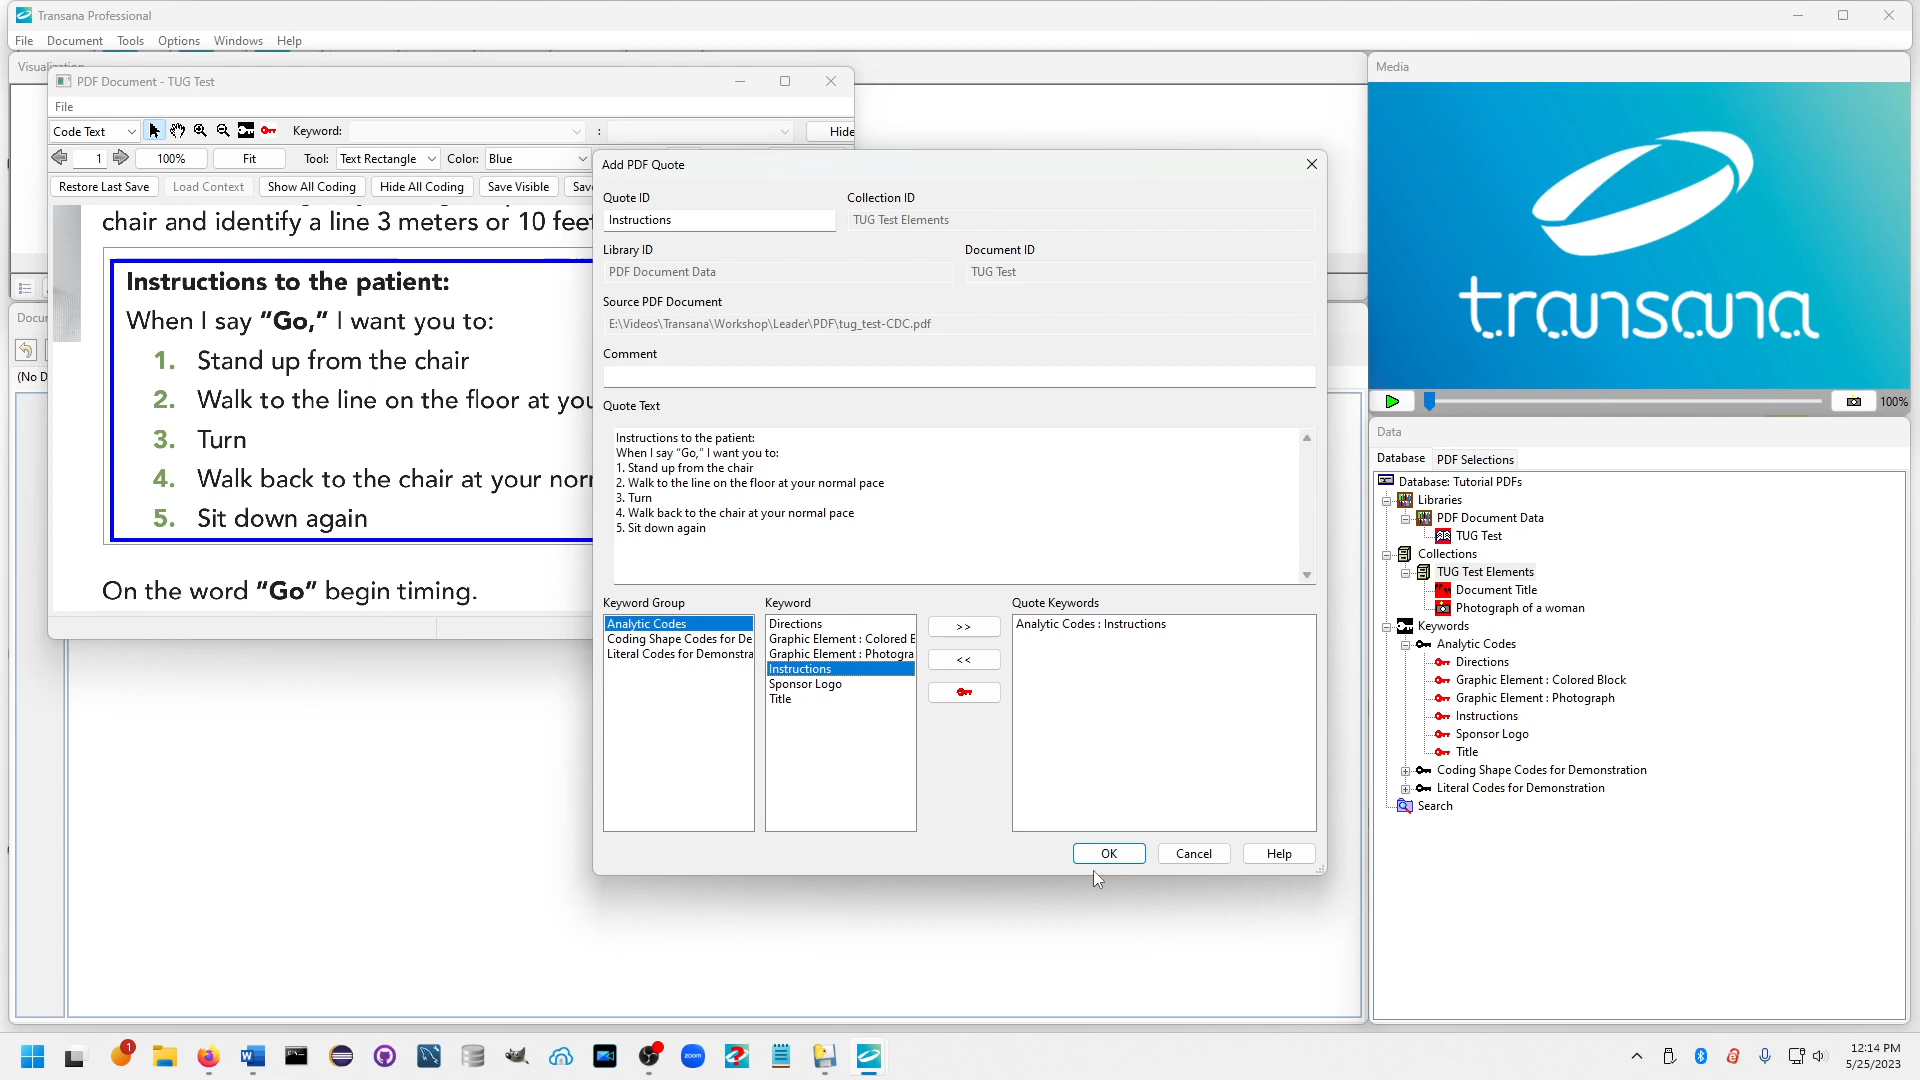 Transana Professional
File Document Tools Options Windows Help
PDF Document - TUG Test
File
Code Text Keyword: : Hide
1 100% Fit Tool: Text Rectangle Color: Blue
Restore Last Save Load Context Show All Coding Hide All Coding Save Visible
chair and identify a line 3 meters or 10 feet
Instructions to the patient:
When I say “Go,” I want you to:
1. Stand up from the chair
2. Walk to the line on the floor at you
3. Turn
4. Walk back to the chair at your nor
5. Sit down again
On the word “Go” begin timing.
(No D
Add PDF Quote
Quote ID Collection ID
Instructions TUG Test Elements
Library ID Document ID
PDF Document Data TUG Test
Source PDF Document
E:\Videos\Transana\Workshop\Leader\PDF\tug_test-CDC.pdf
Comment
Quote Text
Instructions to the patient:
When I say “Go,” I want you to:
1. Stand up from the chair
2. Walk to the line on the floor at your normal pace
3. Turn
4. Walk back to the chair at your normal pace
5. Sit down again
Keyword Group Keyword Quote Keywords
Analytic Codes
Coding Shape Codes for De
Literal Codes for Demonstra
Directions
Graphic Element : Colored E
Graphic Element : Photogra
Instructions
Sponsor Logo
Title
>>
<<
Analytic Codes : Instructions
OK Cancel Help
Media
transana
100%
Data
Database PDF Selections
Database: Tutorial PDFs
Libraries
PDF Document Data
TUG Test
Collections
TUG Test Elements
Document Title
Photograph of a woman
Keywords
Analytic Codes
Directions
Graphic Element : Colored Block
Graphic Element : Photograph
Instructions
Sponsor Logo
Title
Coding Shape Codes for Demonstration
Literal Codes for Demonstration
Search
1
zoom
12:14 PM
5/25/2023